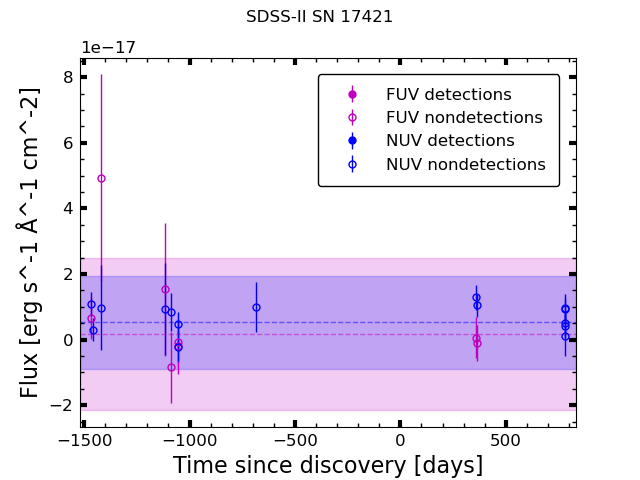 SDSS-II SN 17421
1e−17
Flux [erg s^-1 Å^-1 cm^-2]
8
6
4
2
0
−2
FUV detections
FUV nondetections
NUV detections
NUV nondetections
−1500 −1000 −500 0 500
Time since discovery [days]